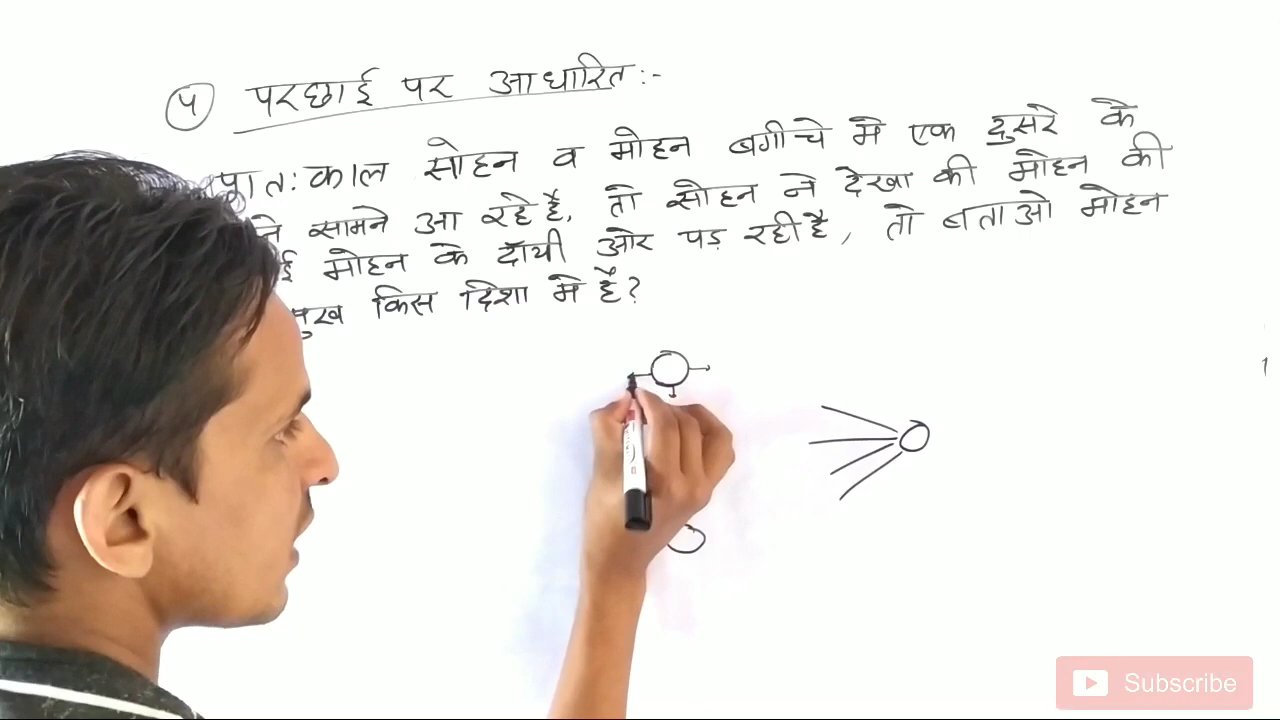 ५ परछाई पर आधारित:-
प्रातःकाल सोहन व मोहन बगीचे मे एक दुसरे के
सामने आ रहे है, तो सोहन ने देखा की मोहन की
मोहन के दाँयी ओर पड़ रही है, तो बताओ मोहन
किस दिशा मे है?
Subscribe